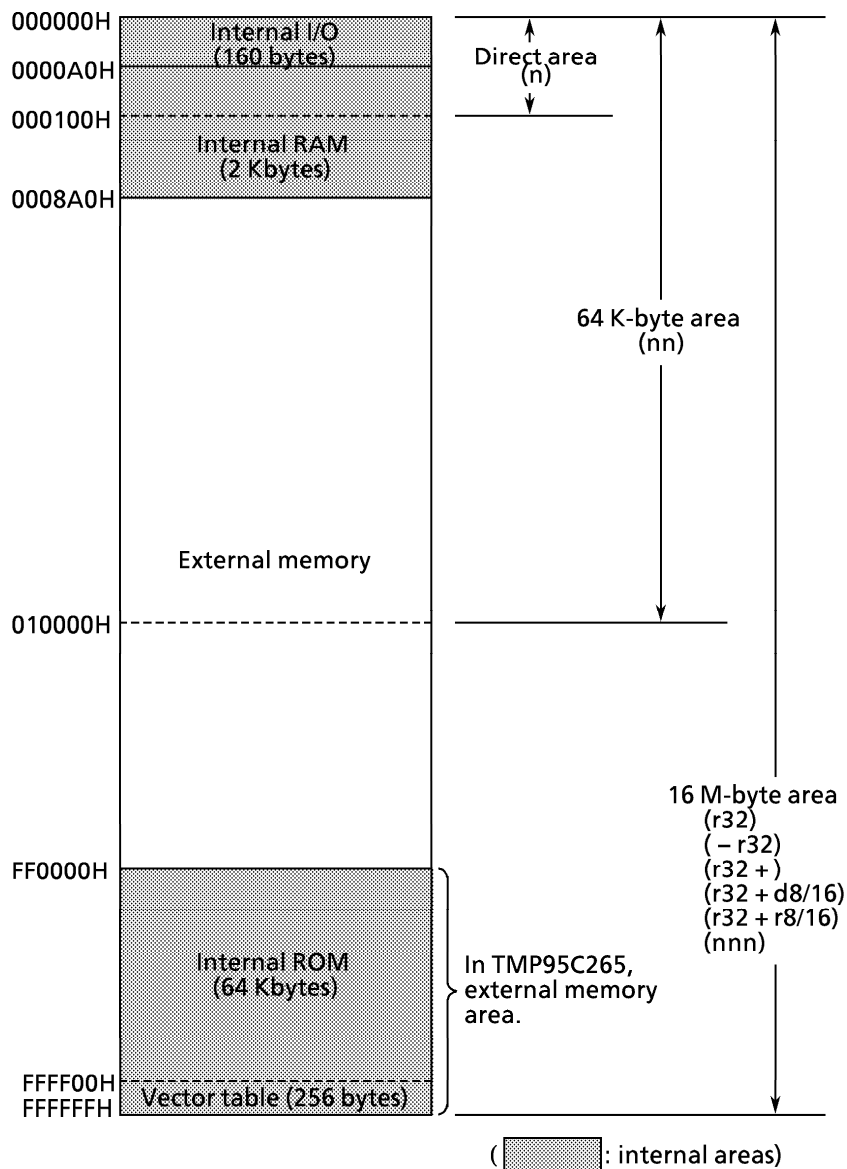 000000H
Internal I/O
(160 bytes)
0000A0H
000100H
Internal RAM
(2 Kbytes)
0008A0H
Direct area
(n)
64 K-byte area
(nn)
External memory
010000H
16 M-byte area
(r32)
( – r32)
(r32 + )
(r32 + d8/16)
(r32 + r8/16)
(nnn)
FF0000H
Internal ROM
(64 Kbytes)
In TMP95C265,
external memory
area.
FFFF00H
Vector table (256 bytes)
FFFFFFH
( : internal areas)